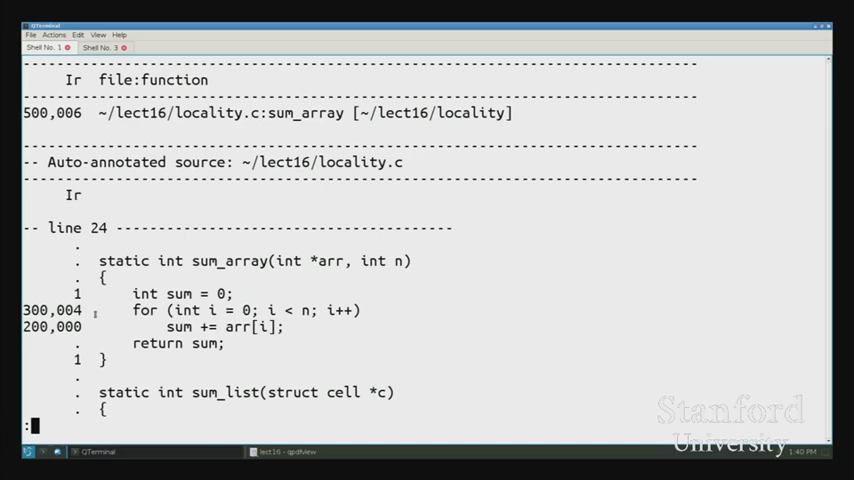 QTerminal
File Actions Edit View Help
Shell No. 1 Shell No. 3
--------------------------------------------------------------------------------
Ir file:function
--------------------------------------------------------------------------------
500,006 ~/lect16/locality.c:sum_array [~/lect16/locality]
--------------------------------------------------------------------------------
-- Auto-annotated source: ~/lect16/locality.c
--------------------------------------------------------------------------------
Ir
-- line 24 ----------------------------------------
.
. static int sum_array(int *arr, int n)
. {
1 int sum = 0;
300,004 for (int i = 0; i < n; i++)
200,000 sum += arr[i];
. return sum;
1 }
.
. static int sum_list(struct cell *c)
. {
:
Stanford
University
QTerminal lect16 - qpdfview 1:40 PM